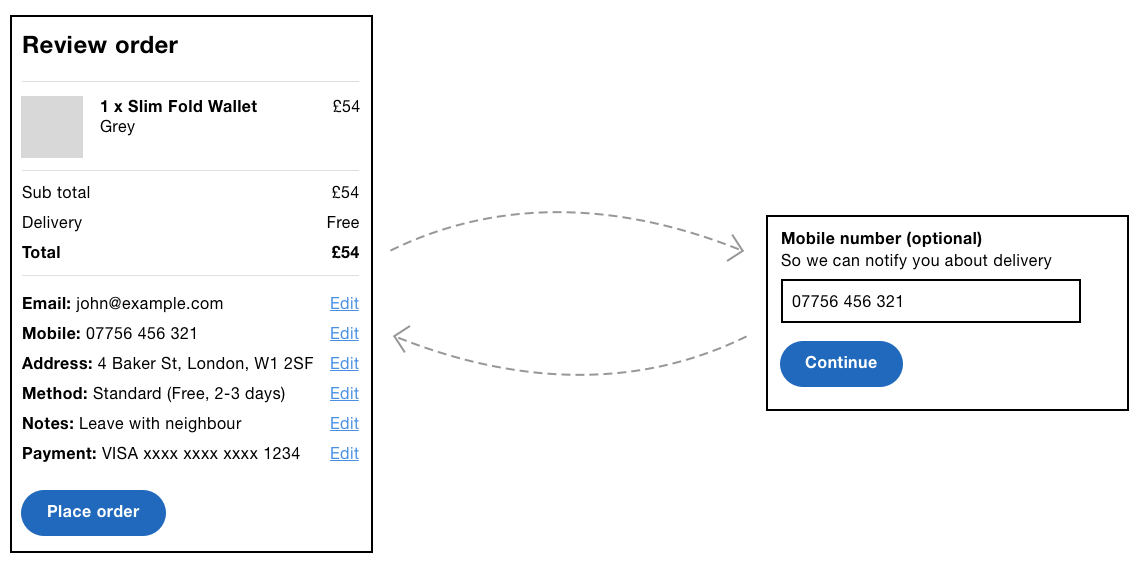 Review order
1 x Slim Fold Wallet £54
Grey
Sub total £54
Delivery Free
Total £54
Email: john@example.com Edit
Mobile: 07756 456 321 Edit
Address: 4 Baker St, London, W1 2SF Edit
Method: Standard (Free, 2-3 days) Edit
Notes: Leave with neighbour Edit
Payment: VISA xxxx xxxx xxxx 1234 Edit
Place order
Mobile number (optional)
So we can notify you about delivery
07756 456 321
Continue